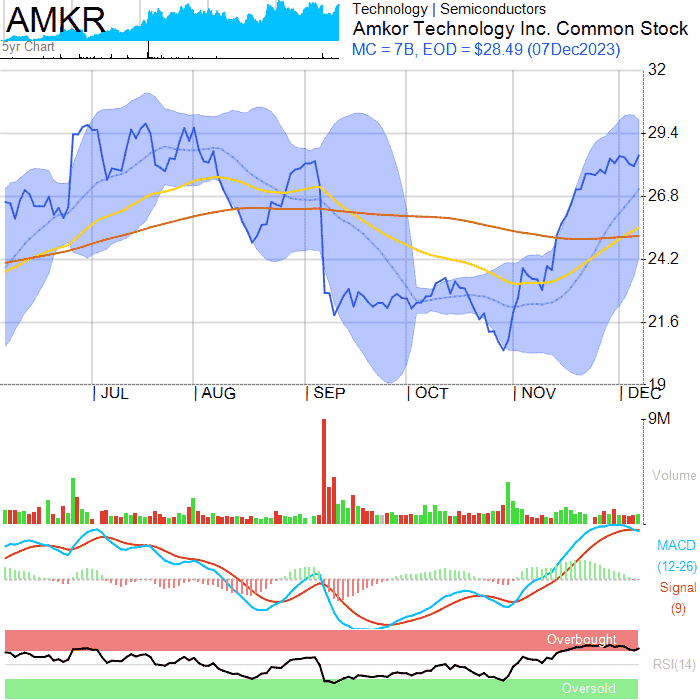 AMKR
5yr Chart
Technology | Semiconductors
Amkor Technology Inc. Common Stock
MC = 7B, EOD = $28.49 (07Dec2023)
32
29.4
26.8
24.2
21.6
19
| JUL | AUG | SEP | OCT | NOV | DEC
9M
Volume
MACD
(12-26)
Signal
(9)
Overbought
RSI(14)
Oversold